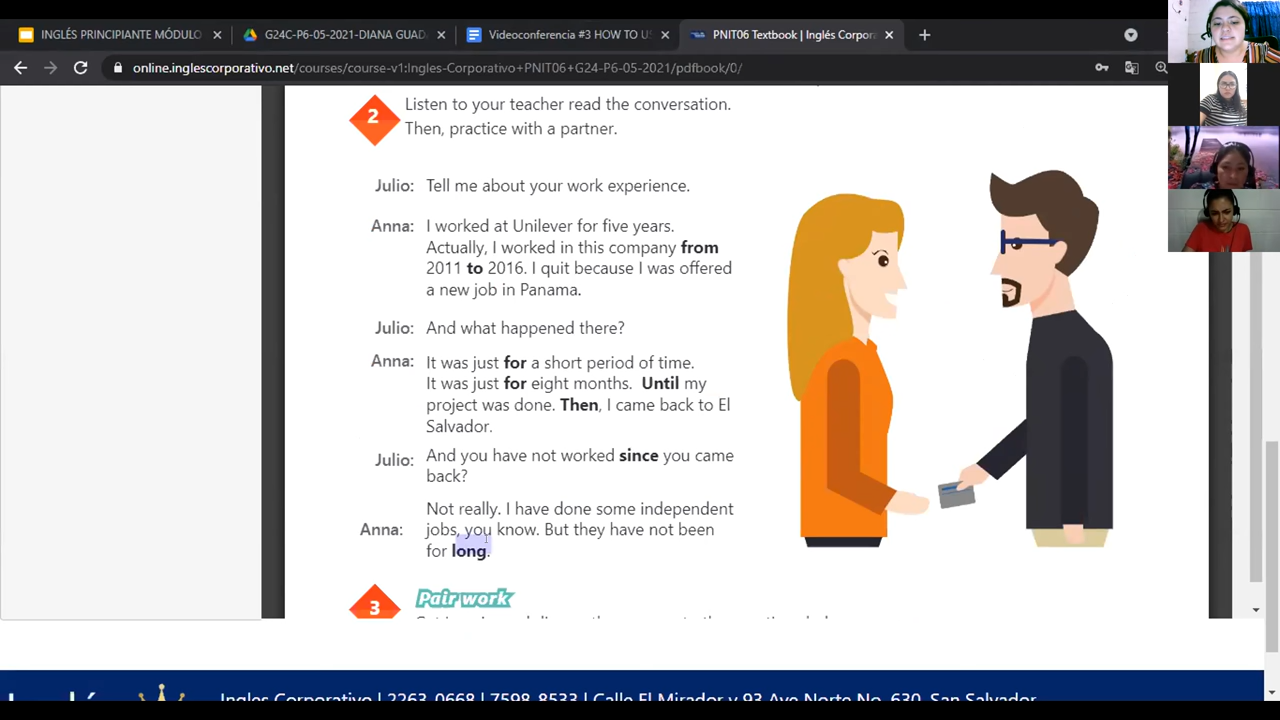 INGLÉS PRINCIPIANTE MÓDULO
G24C-P6-05-2021-DIANA GUAD
Videoconferencia #3 HOW TO US
PNIT06 Textbook | Inglés Corpora
online.inglescorporativo.net/courses/course-v1:Ingles-Corporativo+PNIT06+G24-P6-05-2021/pdfbook/0/
2
Listen to your teacher read the conversation.
Then, practice with a partner.
Julio: Tell me about your work experience.
Anna: I worked at Unilever for five years.
Actually, I worked in this company from
2011 to 2016. I quit because I was offered
a new job in Panama.
Julio: And what happened there?
Anna: It was just for a short period of time.
It was just for eight months. Until my
project was done. Then, I came back to El
Salvador.
Julio: And you have not worked since you came
back?
Not really. I have done some independent
Anna: jobs, you know. But they have not been
for long.
3
Pair work
Ingles Corporativo | 2263-0668 | 7598-8533 | Calle El Mirador y 93 Ave Norte No. 630, San Salvador